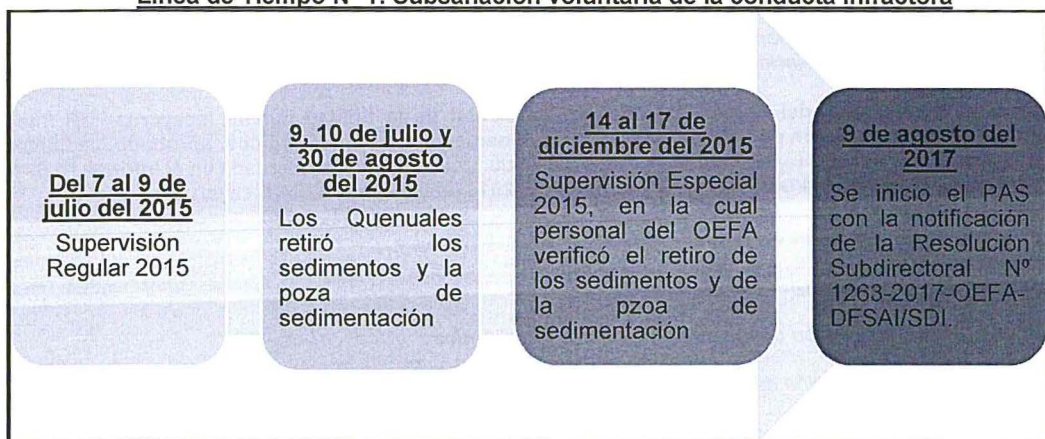 Línea de Tiempo Nº 1: Subsanación voluntaria de la conducta infractora
Del 7 al 9 de
julio del 2015
Supervisión
Regular 2015
9, 10 de julio y
30 de agosto
del 2015
Los Quenuales
retiró los
sedimentos y la
poza de
sedimentación
14 al 17 de
diciembre del 2015
Supervisión Especial
2015, en la cual
personal del OEFA
verificó el retiro de
los sedimentos y de
la pzoa de
sedimentación
9 de agosto del
2017
Se inicio el PAS
con la notificación
de la Resolución
Subdirectoral Nº
1263-2017-OEFA-
DFSAI/SDI.